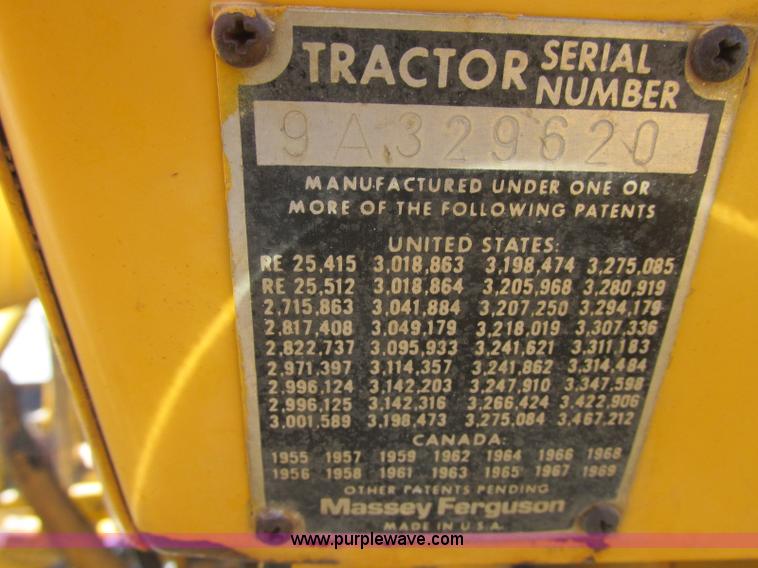 TRACTOR SERIAL NUMBER
9A329620
MANUFACTURED UNDER ONE OR
MORE OF THE FOLLOWING PATENTS
UNITED STATES:
RE 25,415 3,018,863 3,198,474 3,275,085
RE 25,512 3,018,864 3,205,968 3,280,919
2,715,863 3,041,884 3,207,250 3,294,179
2,817,408 3,049,179 3,218,019 3,307,336
2,822,737 3,095,933 3,241,621 3,311,183
2,971,397 3,114,357 3,241,862 3,314,484
2,996,124 3,142,203 3,247,910 3,347,598
2,996,125 3,142,316 3,266,424 3,422,906
3,001,589 3,198,473 3,275,084 3,467,212
CANADA:
1955 1957 1959 1962 1964 1966 1968
1956 1958 1961 1963 1965 1967 1969
OTHER PATENTS PENDING
Massey Ferguson
MADE IN U.S.A.
www.purplewave.com